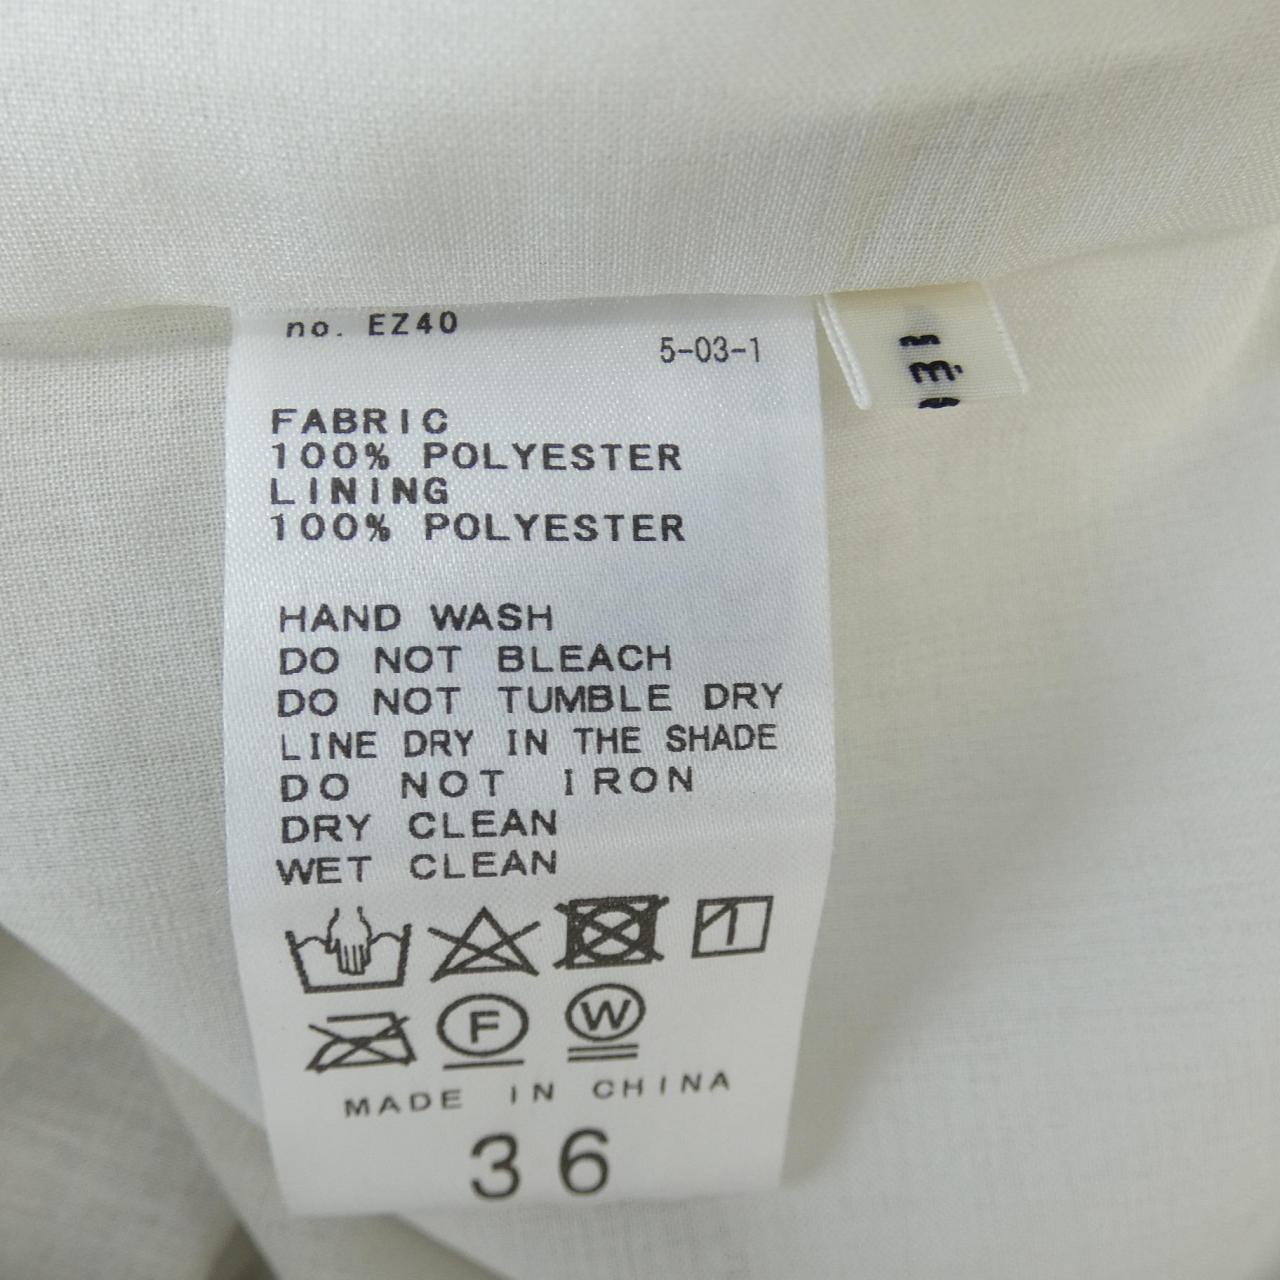 no. EZ40
5-03-1
FABRIC
100% POLYESTER
LINING
100% POLYESTER
HAND WASH
DO NOT BLEACH
DO NOT TUMBLE DRY
LINE DRY IN THE SHADE
DO NOT IRON
DRY CLEAN
WET CLEAN
F W
MADE IN CHINA
36